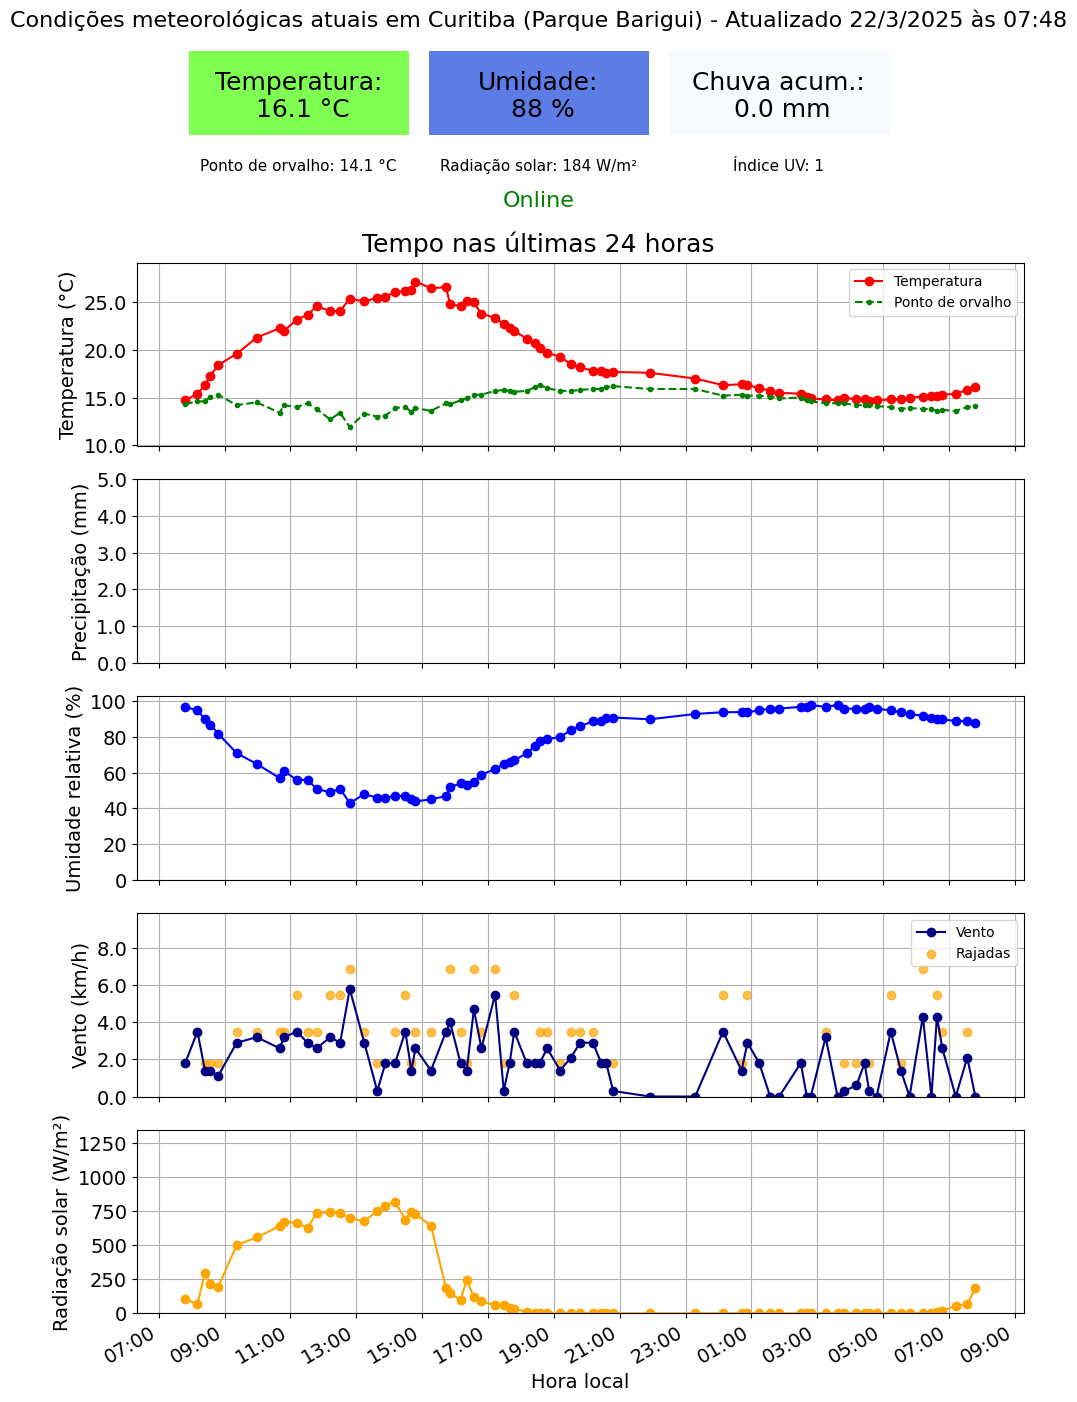 Condições meteorológicas atuais em Curitiba (Parque Barigui) - Atualizado 22/3/2025 às 07:48
Temperatura:
16.1 °C
Umidade:
88 %
Chuva acum.:
0.0 mm
Ponto de orvalho: 14.1 °C
Radiação solar: 184 W/m²
Índice UV: 1
Online
Tempo nas últimas 24 horas
Temperatura (°C)
25.0
20.0
15.0
10.0
Temperatura
Ponto de orvalho
Precipitação (mm)
5.0
4.0
3.0
2.0
1.0
0.0
Umidade relativa (%)
100
80
60
40
20
0
Vento (km/h)
8.0
6.0
4.0
2.0
0.0
Vento
Rajadas
Radiação solar (W/m²)
1250
1000
750
500
250
0
07:00
09:00
11:00
13:00
15:00
17:00
19:00
21:00
23:00
01:00
03:00
05:00
07:00
09:00
Hora local